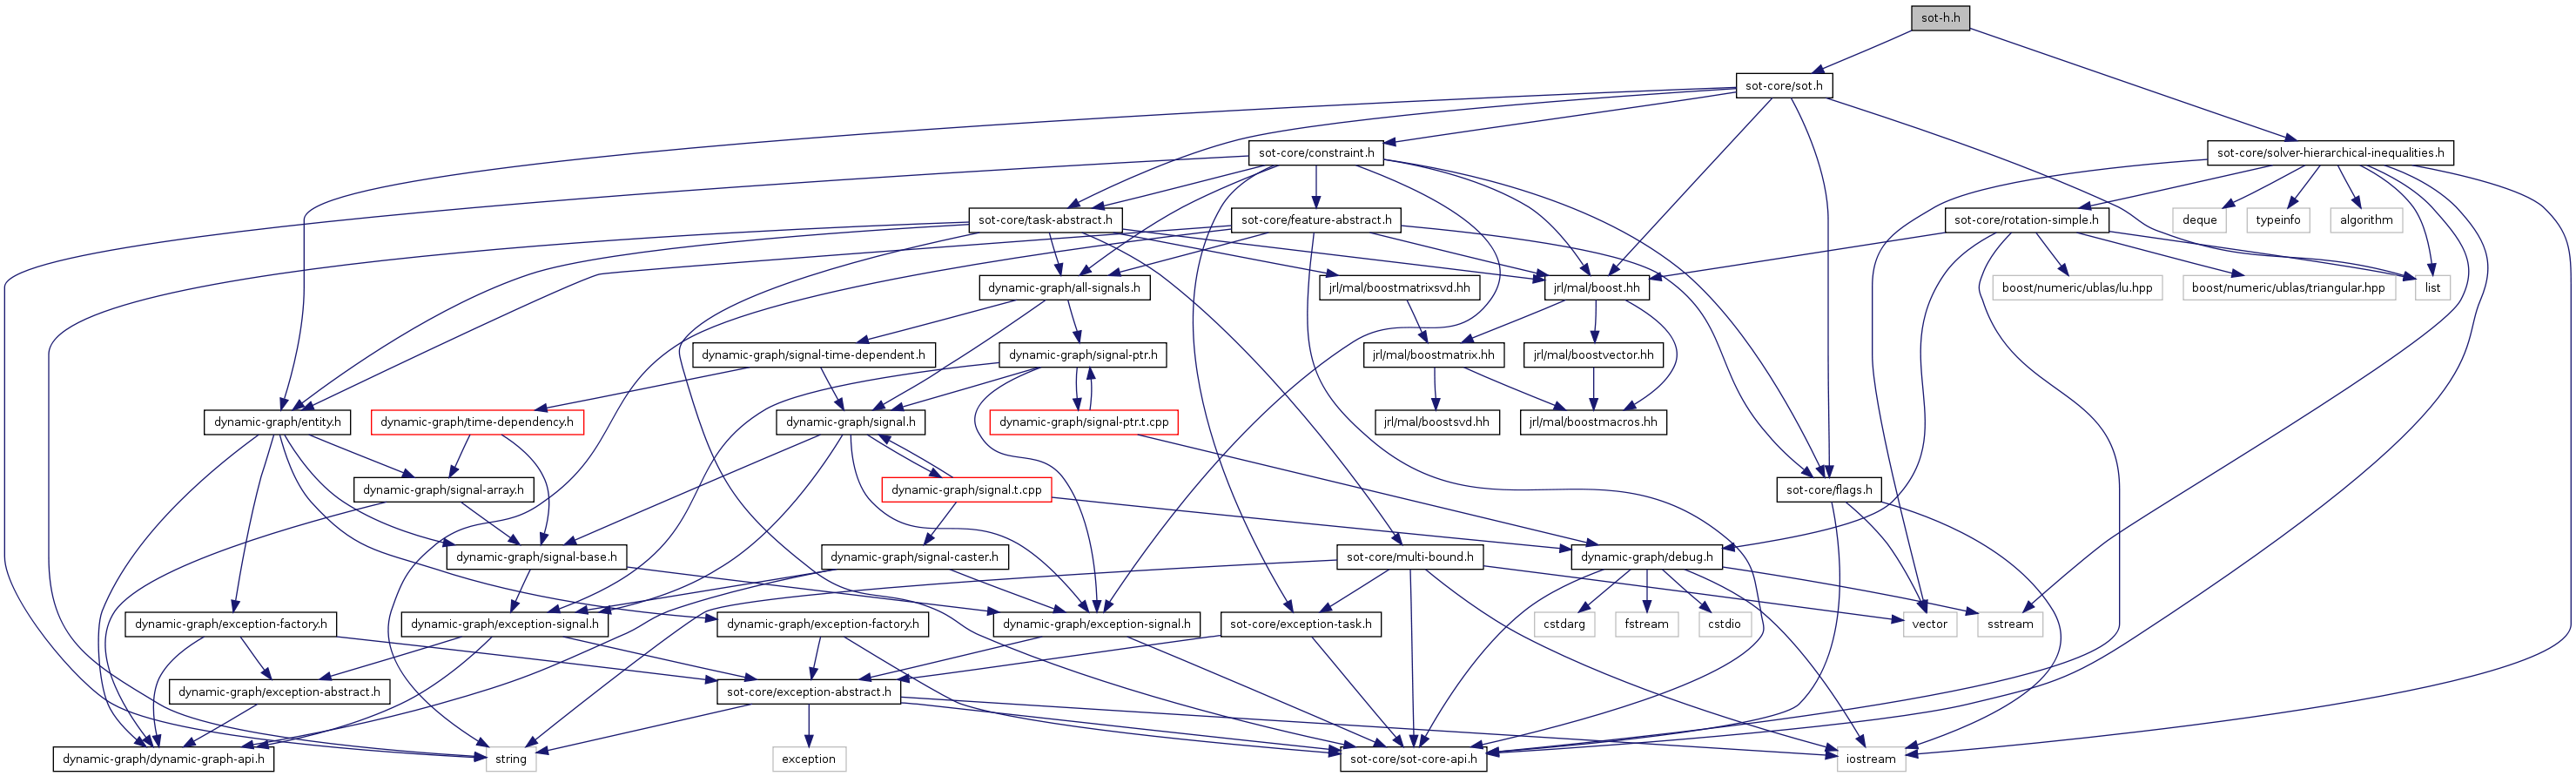 sot-h.h
sot-core/sot.h
sot-core/constraint.h
sot-core/solver-hierarchical-inequalities.h
sot-core/task-abstract.h
sot-core/feature-abstract.h
sot-core/rotation-simple.h
deque
typeinfo
algorithm
dynamic-graph/all-signals.h
jrl/mal/boostmatrixsvd.hh
jrl/mal/boost.hh
boost/numeric/ublas/lu.hpp
boost/numeric/ublas/triangular.hpp
list
dynamic-graph/signal-time-dependent.h
dynamic-graph/signal-ptr.h
jrl/mal/boostmatrix.hh
jrl/mal/boostvector.hh
dynamic-graph/entity.h
dynamic-graph/time-dependency.h
dynamic-graph/signal.h
dynamic-graph/signal-ptr.t.cpp
jrl/mal/boostsvd.hh
jrl/mal/boostmacros.hh
dynamic-graph/signal-array.h
dynamic-graph/signal.t.cpp
sot-core/flags.h
dynamic-graph/signal-base.h
dynamic-graph/signal-caster.h
sot-core/multi-bound.h
dynamic-graph/debug.h
dynamic-graph/exception-factory.h
dynamic-graph/exception-signal.h
dynamic-graph/exception-factory.h
dynamic-graph/exception-signal.h
sot-core/exception-task.h
cstdarg
fstream
cstdio
vector
sstream
dynamic-graph/exception-abstract.h
sot-core/exception-abstract.h
dynamic-graph/dynamic-graph-api.h
string
exception
sot-core/sot-core-api.h
iostream